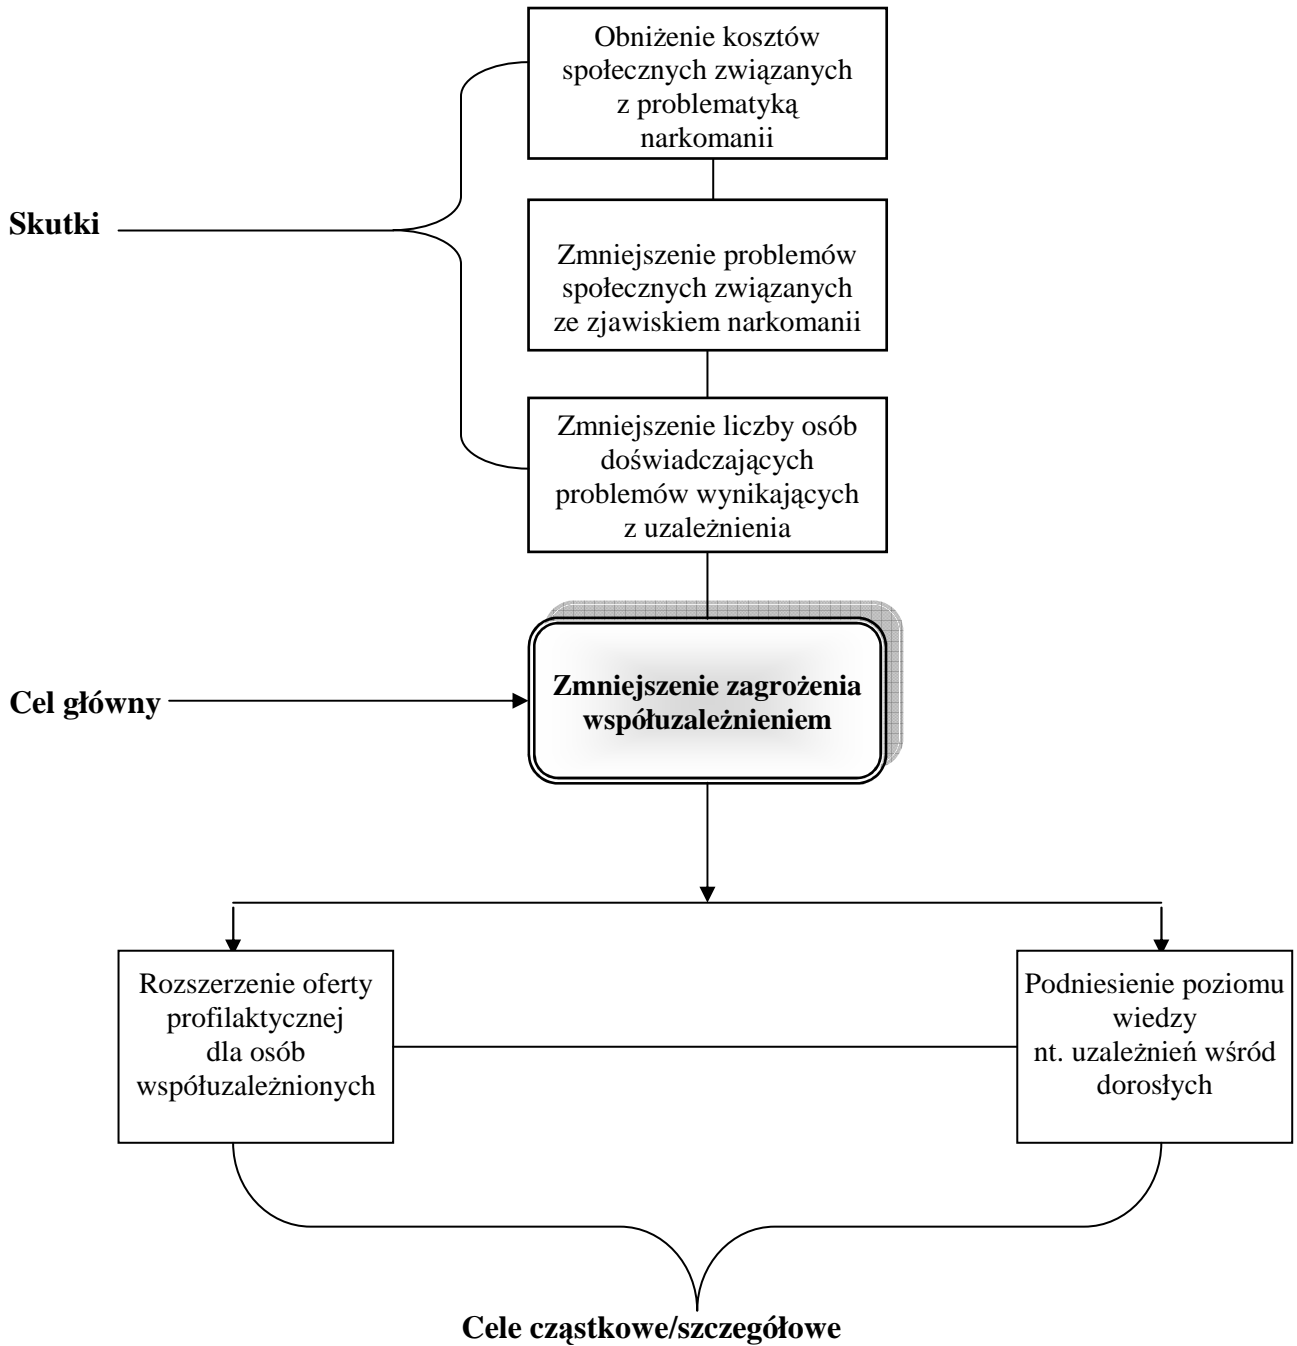 Obniżenie kosztów
społecznych związanych
z problematyką
narkomanii
Skutki
Zmniejszenie problemów
społecznych związanych
ze zjawiskiem narkomanii
Zmniejszenie liczby osób
doświadczających
problemów wynikających
z uzależnienia
Cel główny
Zmniejszenie zagrożenia
współuzależnieniem
Rozszerzenie oferty
profilaktycznej
dla osób
współuzależnionych
Podniesienie poziomu
wiedzy
nt. uzależnień wśród
dorosłych
Cele cząstkowe/szczegółowe